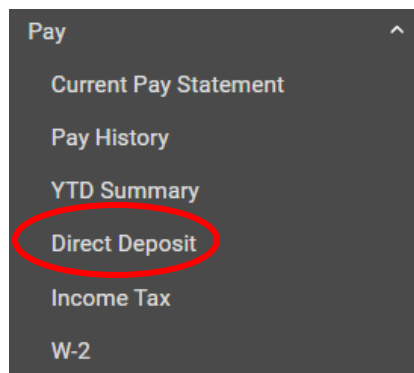 Pay
Current Pay Statement
Pay History
YTD Summary
Direct Deposit
Income Tax
W-2